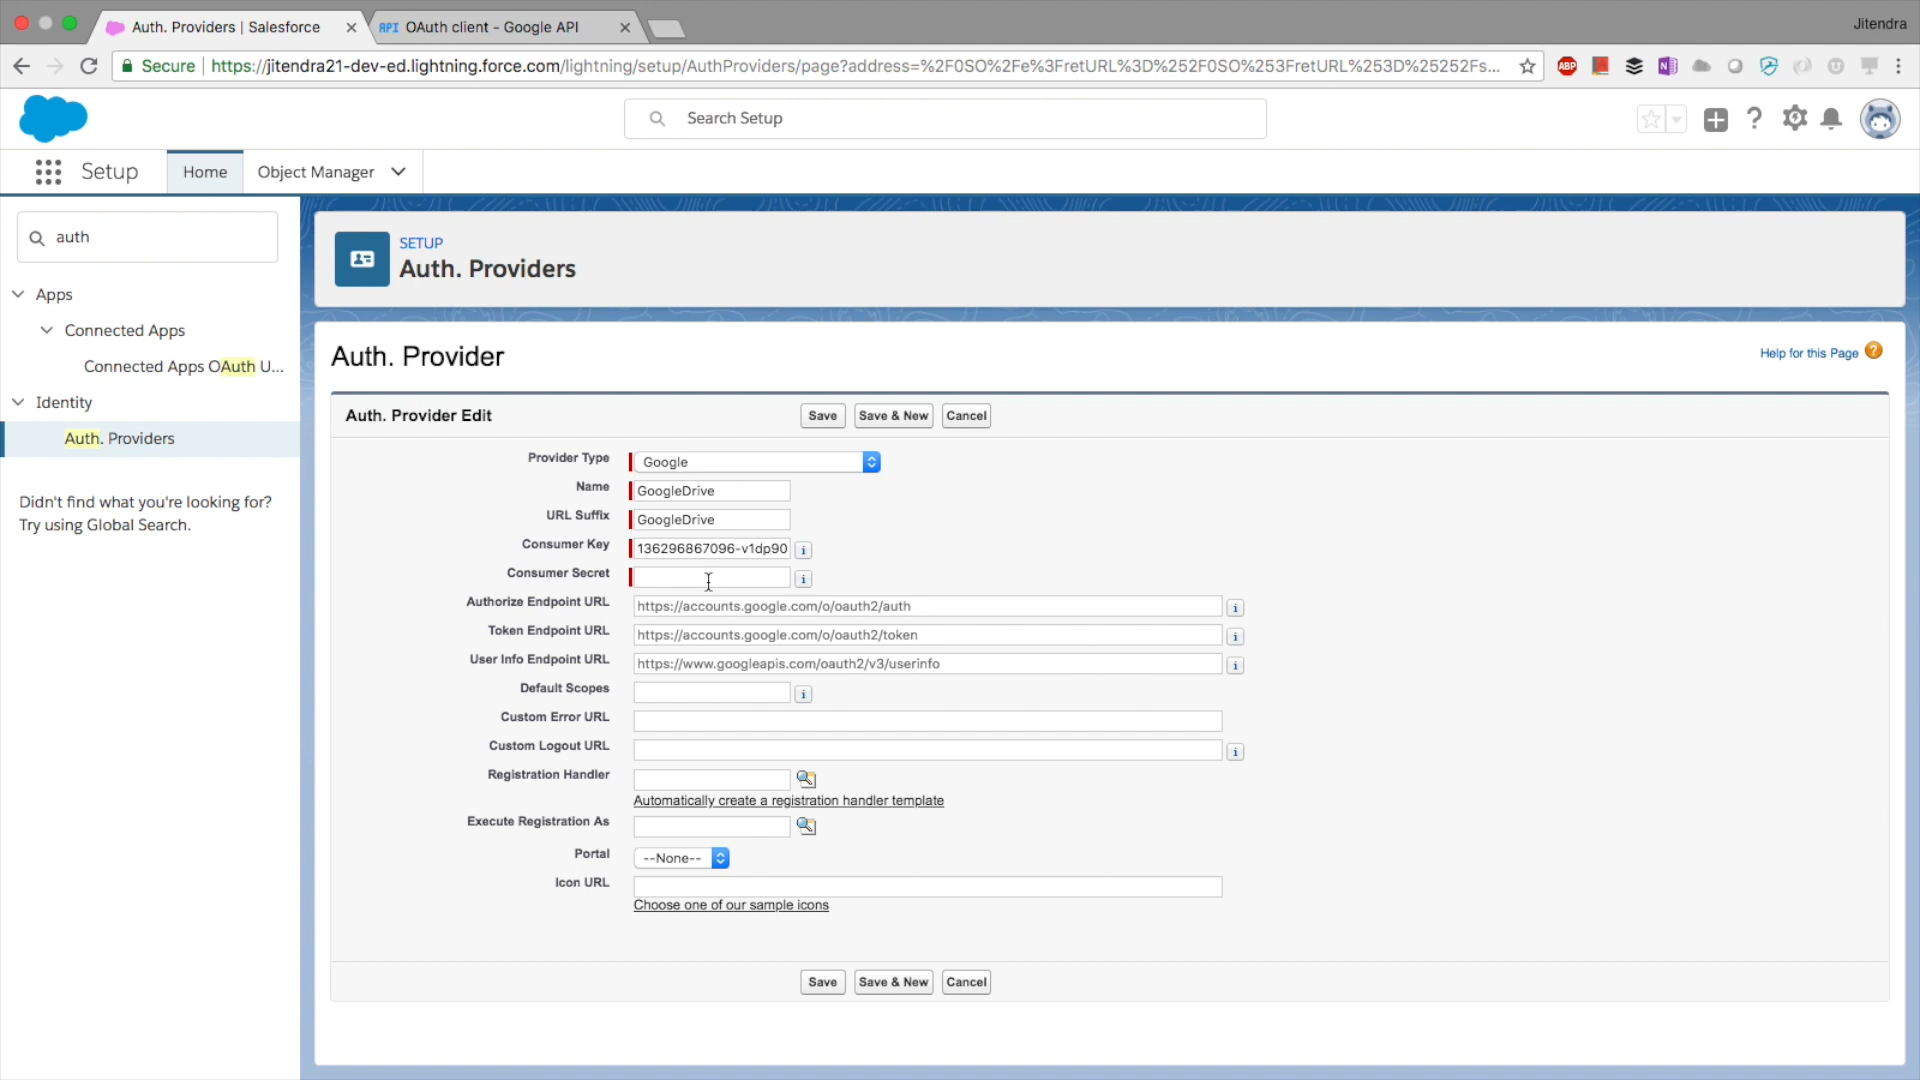 Auth. Providers | Salesforce
API OAuth client - Google API
Jitendra
Secure https://jitendra21-dev-ed.lightning.force.com/lightning/setup/AuthProviders/page?address=%2F0SO%2Fe%3FretURL%3D%252F0SO%253FretURL%253D%25252Fs...
ABP
Search Setup
Setup
Home
Object Manager
auth
Apps
Connected Apps
Connected Apps OAuth U...
Identity
Auth. Providers
Didn't find what you're looking for?
Try using Global Search.
SETUP
Auth. Providers
Auth. Provider
Help for this Page ?
Auth. Provider Edit
Save Save & New Cancel
Provider Type Google
Name GoogleDrive
URL Suffix GoogleDrive
Consumer Key 136296867096-v1dp90 i
Consumer Secret i
Authorize Endpoint URL https://accounts.google.com/o/oauth2/auth i
Token Endpoint URL https://accounts.google.com/o/oauth2/token i
User Info Endpoint URL https://www.googleapis.com/oauth2/v3/userinfo i
Default Scopes i
Custom Error URL
Custom Logout URL i
Registration Handler
Automatically create a registration handler template
Execute Registration As
Portal --None--
Icon URL
Choose one of our sample icons
Save Save & New Cancel